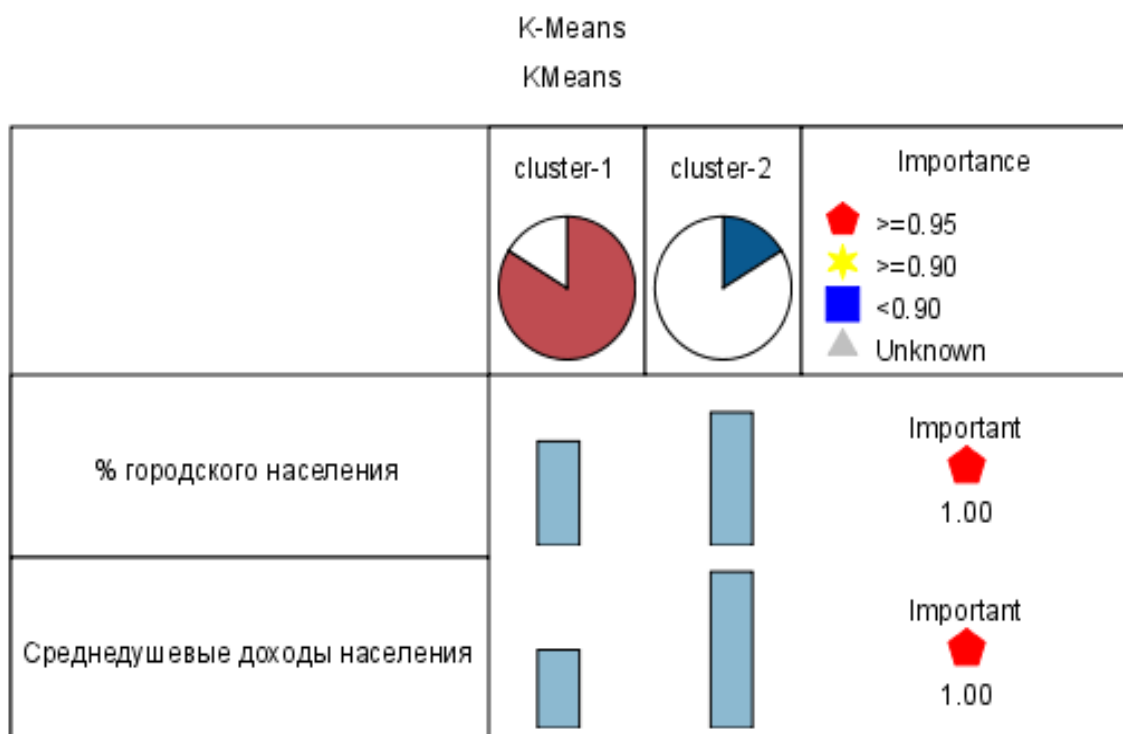 K-Means
KMeans
cluster-1
cluster-2
Importance
>=0.95
>=0.90
<0.90
Unknown
% городского населения
Important
1.00
Среднедушевые доходы населения
Important
1.00